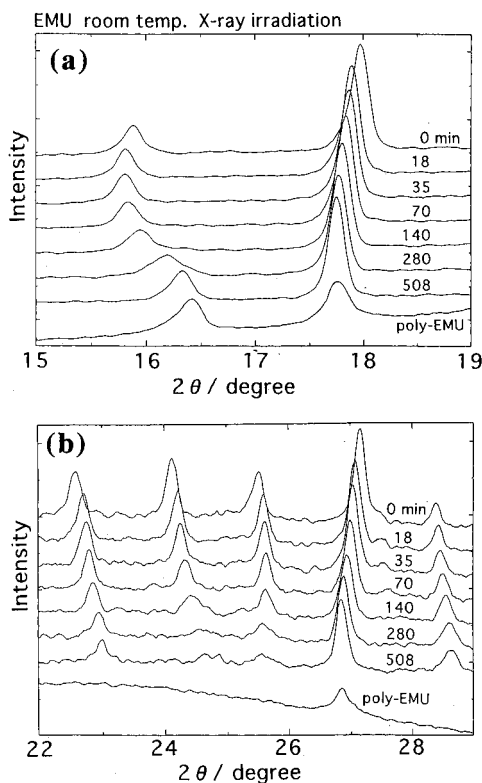 EMU room temp. X-ray irradiation
(a)
Intensity
0 min
18
35
70
140
280
508
poly-EMU
15 16 17 18 19
2 θ / degree
(b)
Intensity
0 min
18
35
70
140
280
508
poly-EMU
22 24 26 28
2 θ / degree